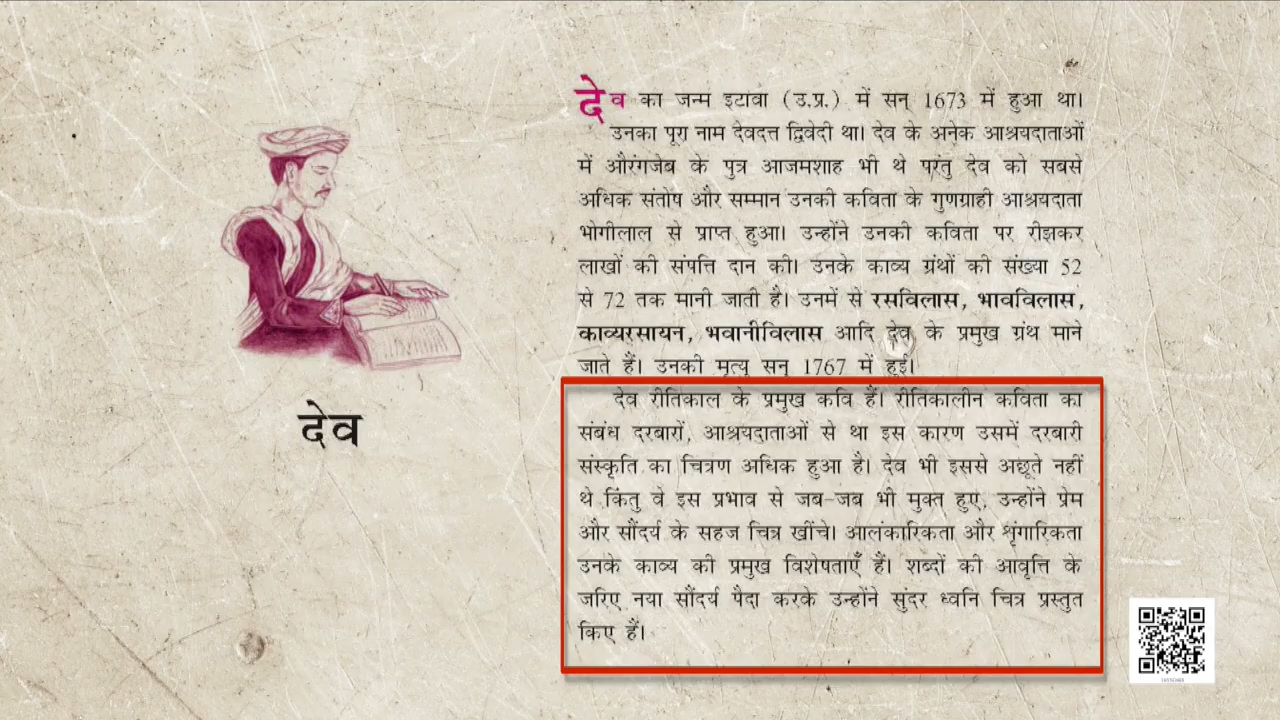 देव का जन्म इटावा (उ.प्र.) में सन् 1673 में हुआ था।
उनका पूरा नाम देवदत्त द्विवेदी था। देव के अनेक आश्रयदाताओं
में औरंगजेब के पुत्र आजमशाह भी थे परंतु देव को सबसे
अधिक संतोष और सम्मान उनकी कविता के गुणग्राही आश्रयदाता
भोगीलाल से प्राप्त हुआ। उन्होंने उनकी कविता पर रीझकर
लाखों की संपत्ति दान की। उनके काव्य ग्रंथों की संख्या 52
से 72 तक मानी जाती है। उनमें से रसविलास, भावविलास,
काव्यरसायन, भवानीविलास आदि देव के प्रमुख ग्रंथ माने
जाते हैं। उनकी मृत्यु सन् 1767 में हुई।
देव रीतिकाल के प्रमुख कवि हैं। रीतिकालीन कविता का
संबंध दरबारों, आश्रयदाताओं से था इस कारण उसमें दरबारी
संस्कृति का चित्रण अधिक हुआ है। देव भी इससे अछूते नहीं
थे किंतु वे इस प्रभाव से जब-जब भी मुक्त हुए, उन्होंने प्रेम
और सौंदर्य के सहज चित्र खींचे। आलंकारिकता और श्रृंगारिकता
उनके काव्य की प्रमुख विशेषताएँ हैं। शब्दों की आवृत्ति के
जरिए नया सौंदर्य पैदा करके उन्होंने सुंदर ध्वनि चित्र प्रस्तुत
किए हैं।
देव